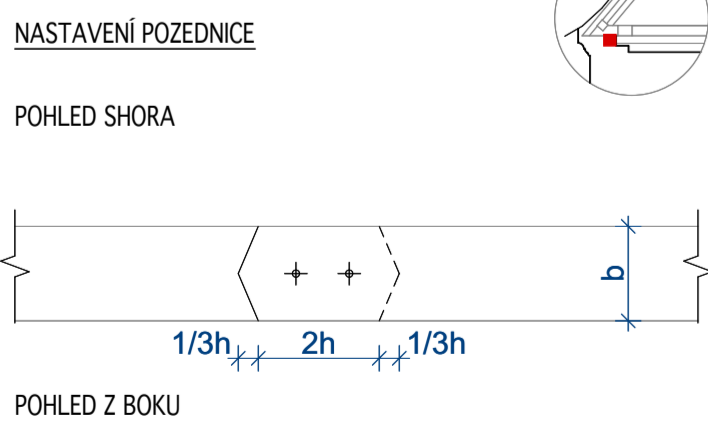 NASTAVENÍ POZEDNICE
POHLED SHORA
b
1/3h 2h 1/3h
POHLED Z BOKU